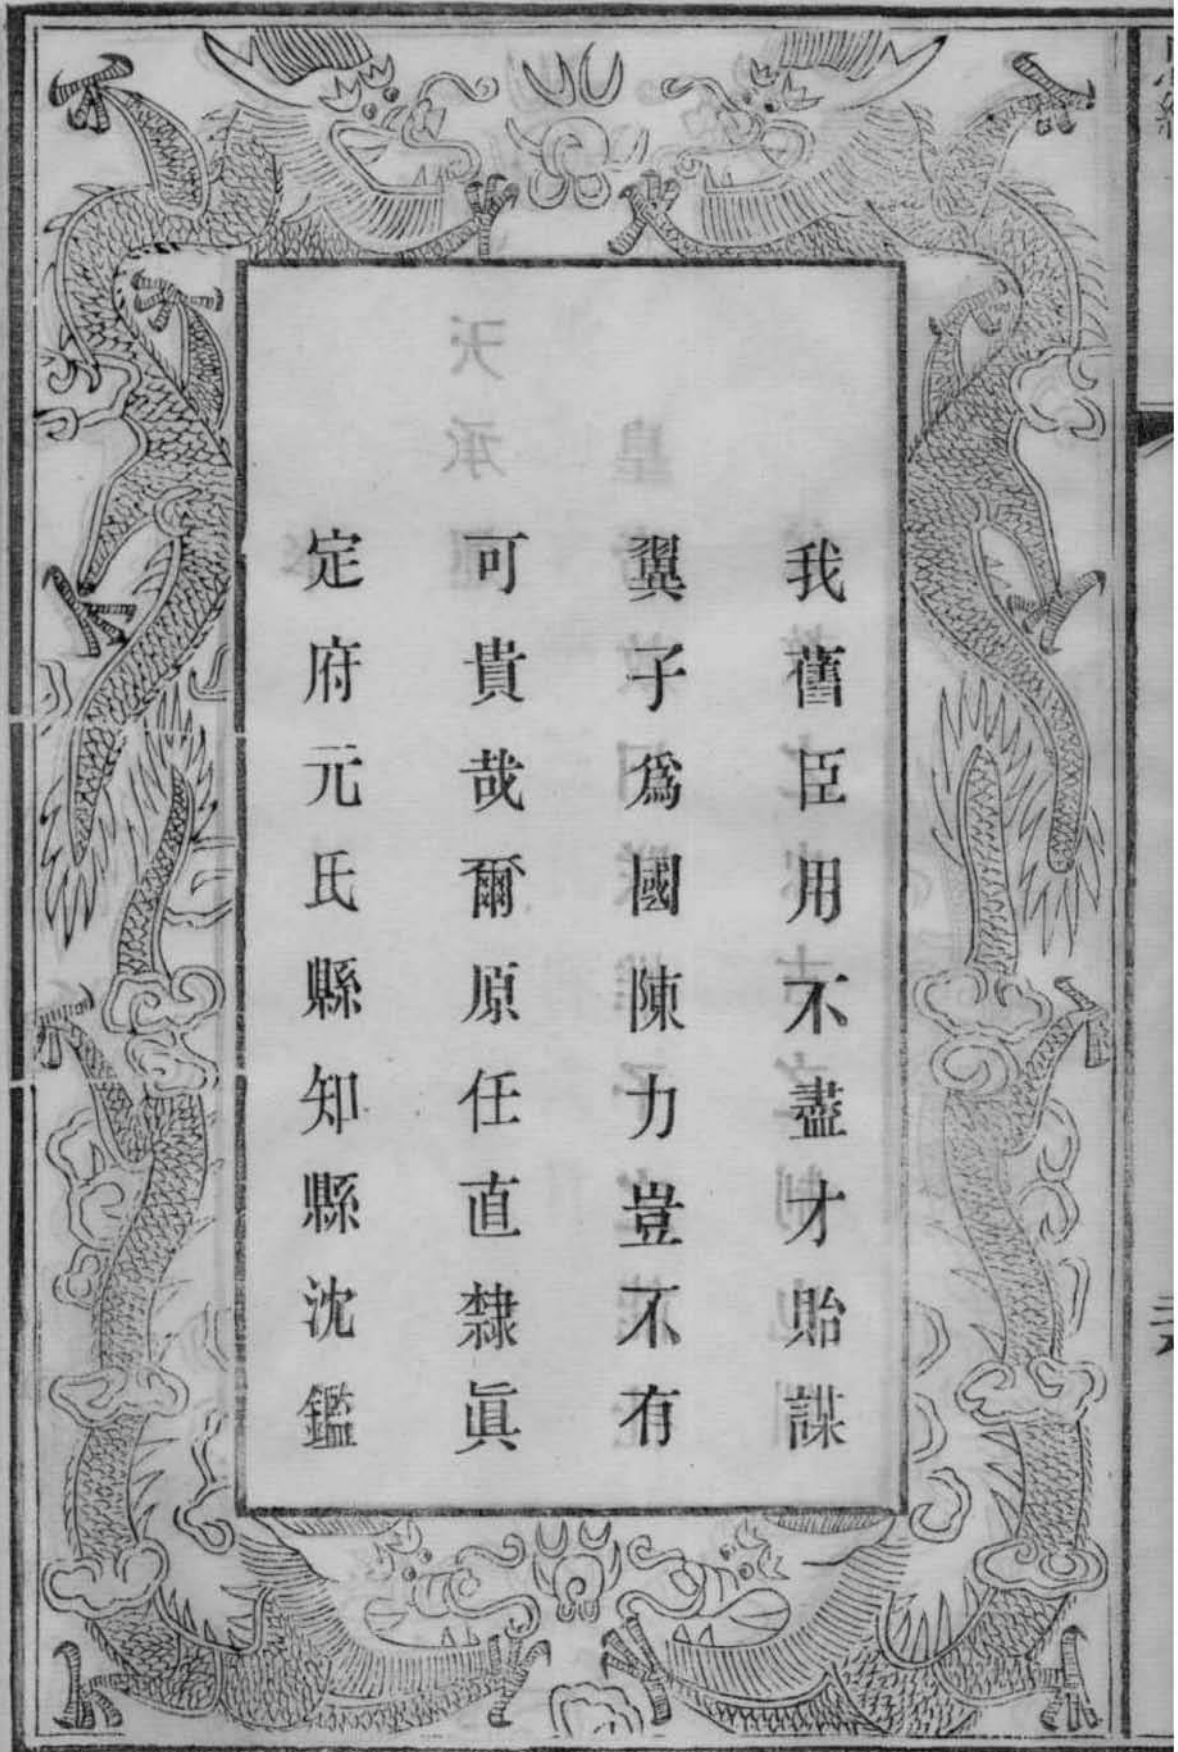 我舊臣用不盡才貽謀
翼子爲國陳力豈不有
可貴哉爾原任直隸眞
定府元氏縣知縣沈鑑